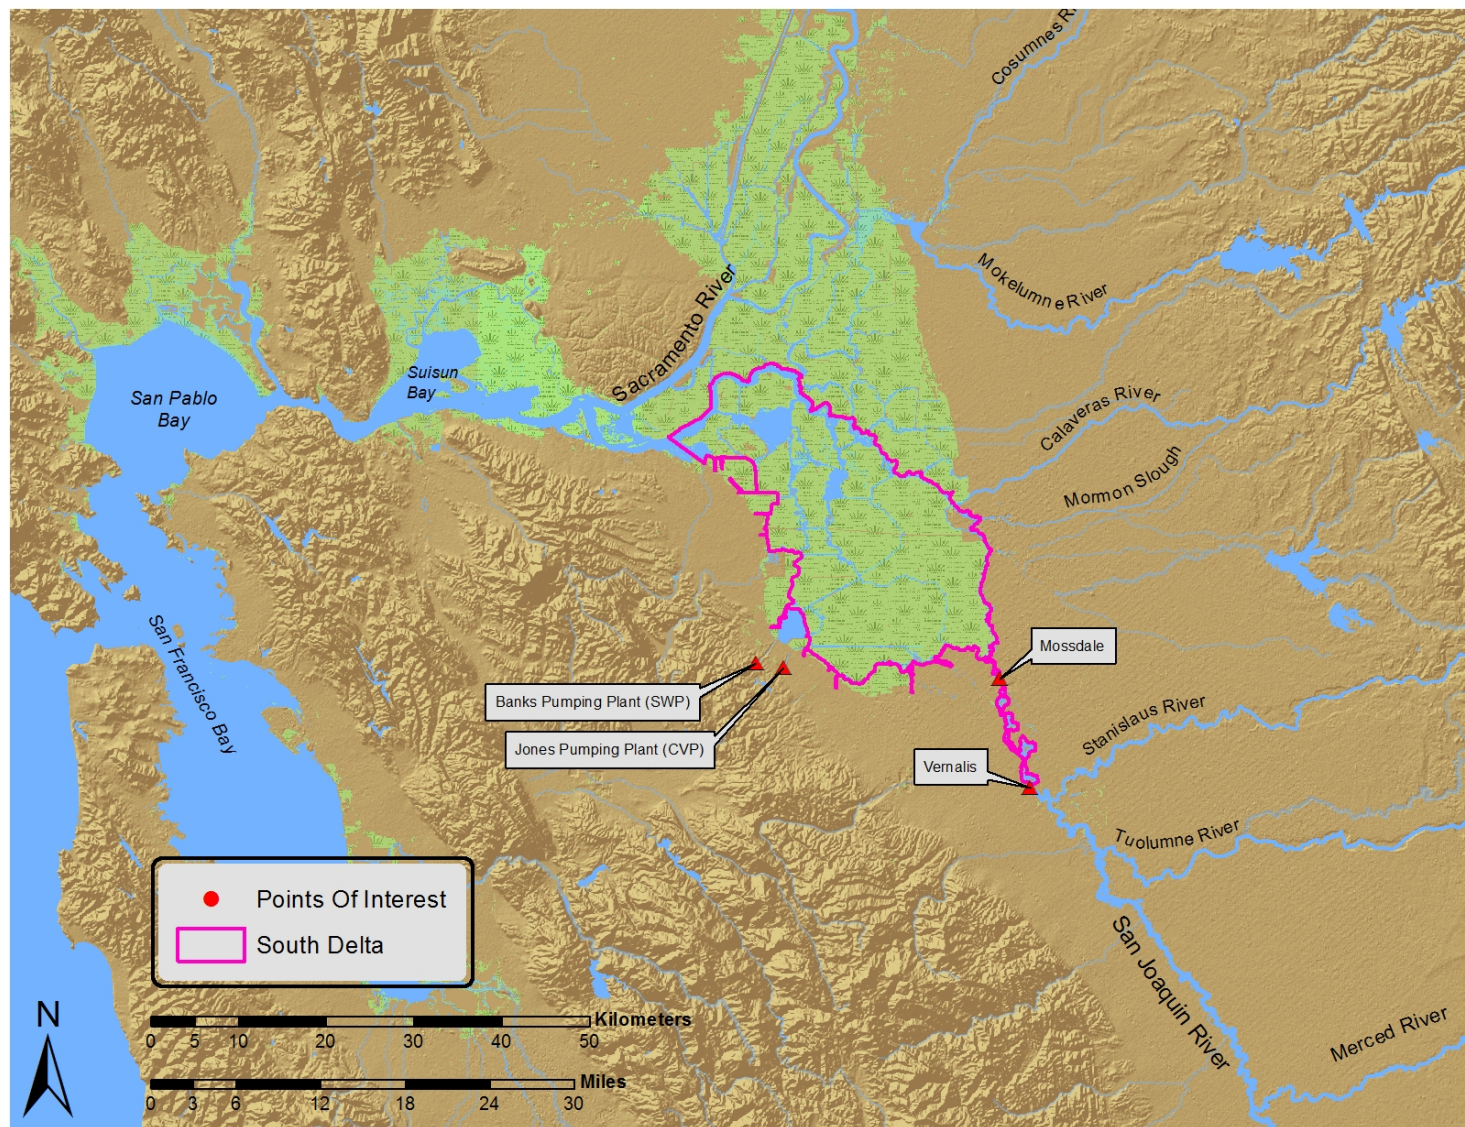 Cosumnes R
Mokelumne River
Sacramento River
Suisun
Bay
San Pablo
Bay
Calaveras River
Mormon Slough
San Francisco Bay
Mossdale
Banks Pumping Plant (SWP)
Jones Pumping Plant (CVP)
Stanislaus River
Vernalis
Tuolumne River
San Joaquin River
Merced River
Points Of Interest
South Delta
N
Kilometers
0 5 10 20 30 40 50
Miles
0 3 6 12 18 24 30